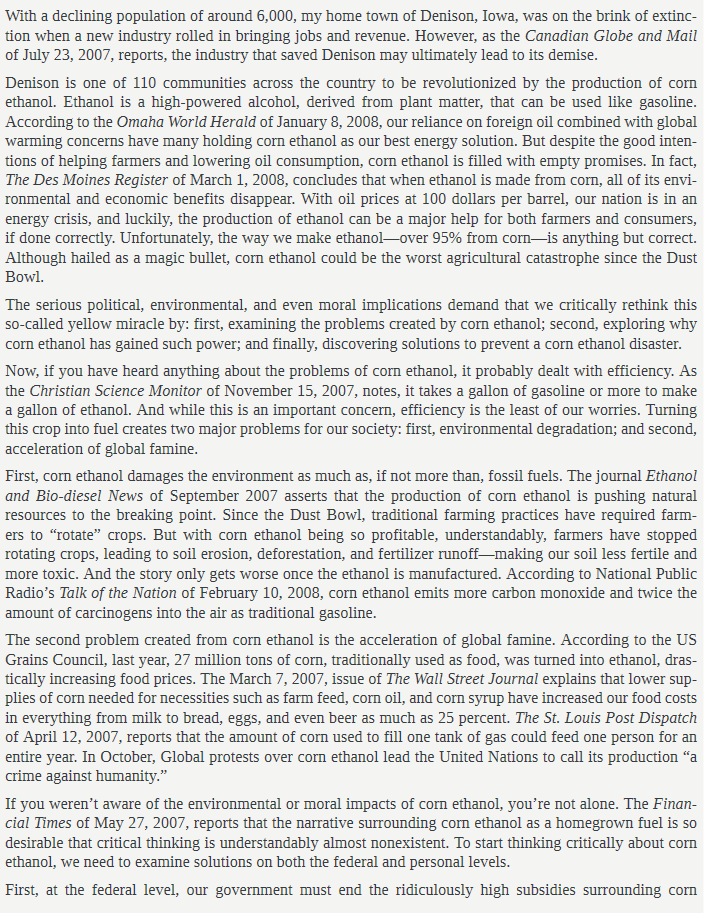 With a declining population of around 6,000, my home town of Denison, Iowa, was on the brink of extinc-
tion when a new industry rolled in bringing jobs and revenue. However, as the Canadian Globe and Mail
of July 23, 2007, reports, the industry that saved Denison may ultimately lead to its demise.
Denison is one of 110 communities across the country to be revolutionized by the production of corn
ethanol. Ethanol is a high-powered alcohol, derived from plant matter, that can be used like gasoline.
According to the Omaha World Herald of January 8, 2008, our reliance on foreign oil combined with global
warming concerns have many holding corn ethanol as our best energy solution. But despite the good inten-
tions of helping farmers and lowering oil consumption, corn ethanol is filled with empty promises. In fact,
The Des Moines Register of March 1, 2008, concludes that when ethanol is made from corn, all of its envi-
ronmental and economic benefits disappear. With oil prices at 100 dollars per barrel, our nation is in an
energy crisis, and luckily, the production of ethanol can be a major help for both farmers and consumers,
if done correctly. Unfortunately, the way we make ethanol—over 95% from corn—is anything but correct.
Although hailed as a magic bullet, corn ethanol could be the worst agricultural catastrophe since the Dust
Bowl.
The serious political, environmental, and even moral implications demand that we critically rethink this
so-called yellow miracle by: first, examining the problems created by corn ethanol; second, exploring why
corn ethanol has gained such power; and finally, discovering solutions to prevent a corn ethanol disaster.
Now, if you have heard anything about the problems of corn ethanol, it probably dealt with efficiency. As
the Christian Science Monitor of November 15, 2007, notes, it takes a gallon of gasoline or more to make
a gallon of ethanol. And while this is an important concern, efficiency is the least of our worries. Turning
this crop into fuel creates two major problems for our society: first, environmental degradation; and second,
acceleration of global famine.
First, corn ethanol damages the environment as much as, if not more than, fossil fuels. The journal Ethanol
and Bio-diesel News of September 2007 asserts that the production of corn ethanol is pushing natural
resources to the breaking point. Since the Dust Bowl, traditional farming practices have required farm-
ers to “rotate” crops. But with corn ethanol being so profitable, understandably, farmers have stopped
rotating crops, leading to soil erosion, deforestation, and fertilizer runoff—making our soil less fertile and
more toxic. And the story only gets worse once the ethanol is manufactured. According to National Public
Radio’s Talk of the Nation of February 10, 2008, corn ethanol emits more carbon monoxide and twice the
amount of carcinogens into the air as traditional gasoline.
The second problem created from corn ethanol is the acceleration of global famine. According to the US
Grains Council, last year, 27 million tons of corn, traditionally used as food, was turned into ethanol, dras-
tically increasing food prices. The March 7, 2007, issue of The Wall Street Journal explains that lower sup-
plies of corn needed for necessities such as farm feed, corn oil, and corn syrup have increased our food costs
in everything from milk to bread, eggs, and even beer as much as 25 percent. The St. Louis Post Dispatch
of April 12, 2007, reports that the amount of corn used to fill one tank of gas could feed one person for an
entire year. In October, Global protests over corn ethanol lead the United Nations to call its production “a
crime against humanity.”
If you weren’t aware of the environmental or moral impacts of corn ethanol, you’re not alone. The Finan-
cial Times of May 27, 2007, reports that the narrative surrounding corn ethanol as a homegrown fuel is so
desirable that critical thinking is understandably almost nonexistent. To start thinking critically about corn
ethanol, we need to examine solutions on both the federal and personal levels.
First, at the federal level, our government must end the ridiculously high subsidies surrounding corn